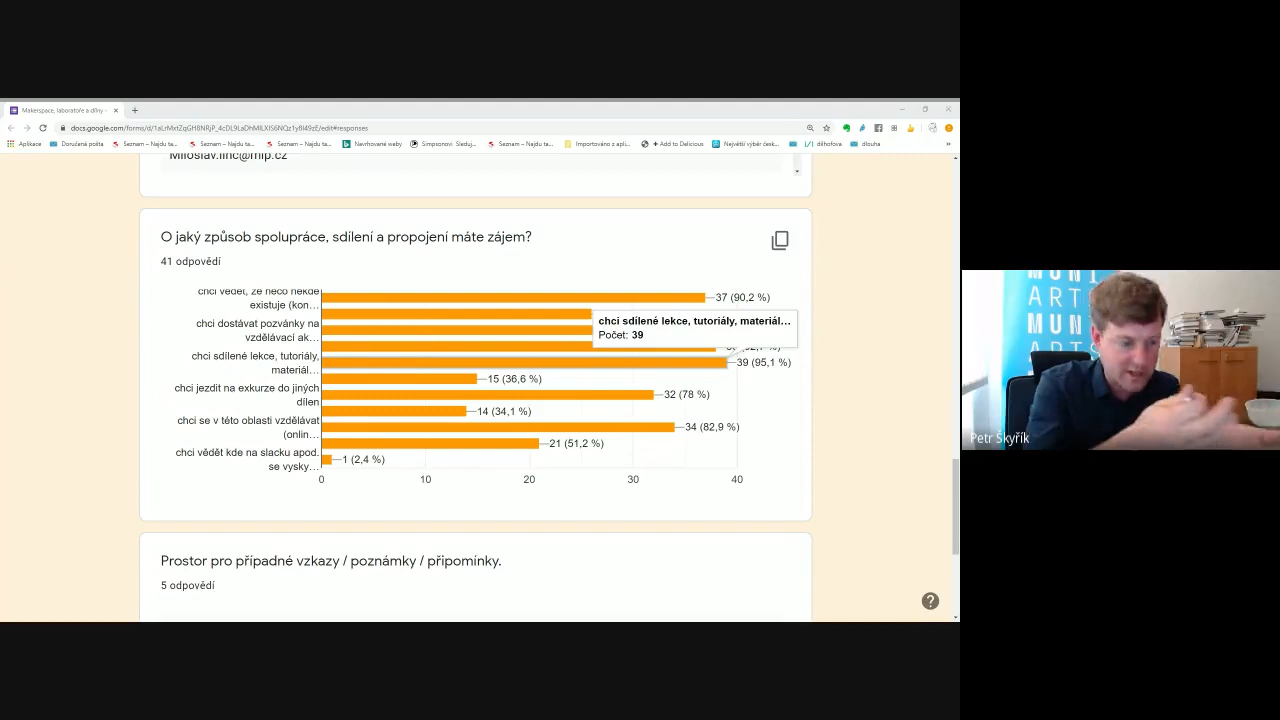 Makerspace, laboratoře a dílny -
docs.google.com/forms/d/1aLrMxtZqGH8NRjP_4cDL9LaDhMlLXIS6NQz1y8l49zE/edit#responses
Aplikace Doručená pošta Seznam – Najdu ta... Seznam – Najdu ta... Seznam – Najdu ta... Navrhované weby Simpsonovi Sleduj... Seznam – Najdu ta... Importováno z apli... Add to Delicious Největší výběr česk... dilhofova dlouha
Miloslav.linc@mlp.cz
O jaký způsob spolupráce, sdílení a propojení máte zájem?
41 odpovědí
chci vědět, že něco někde
existuje (kon…
37 (90,2 %)
chci dostávat pozvánky na
vzdělávací ak…
chci sdílené lekce, tutoriály, materiál…
Počet: 39
chci sdílené lekce, tutoriály,
materiál…
39 (95,1 %)
15 (36,6 %)
chci jezdit na exkurze do jiných
dílen
32 (78 %)
14 (34,1 %)
chci se v této oblasti vzdělávat
(onlin…
34 (82,9 %)
21 (51,2 %)
chci vědět kde na slacku apod.
se vysky…
1 (2,4 %)
0 10 20 30 40
Prostor pro případné vzkazy / poznámky / připomínky.
5 odpovědí
MUNI
ARTS
MUN
ART
MUN
Petr Škyřík